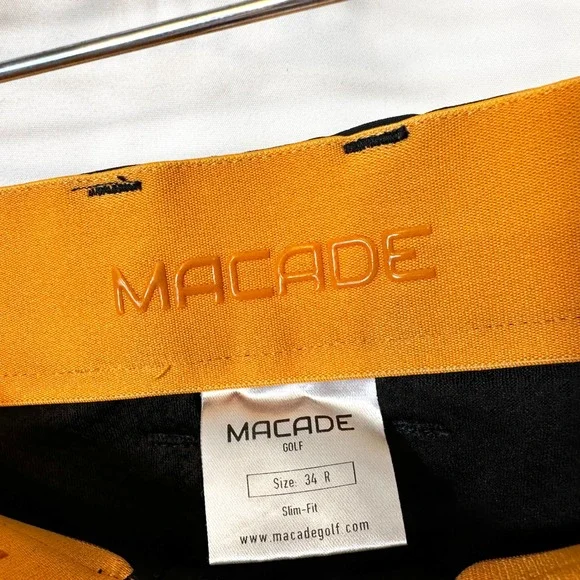 MACADE
MACADE
GOLF
Size: 34 R
Slim-Fit
www.macadegolf.com